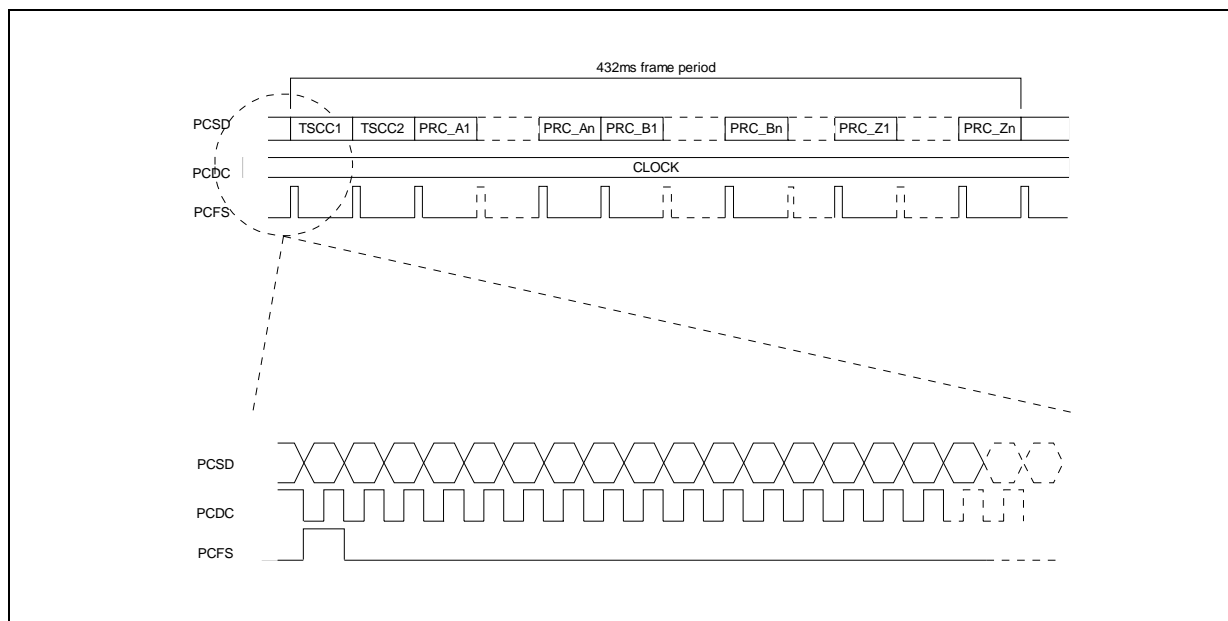 432ms frame period
PCSD TSCC1 TSCC2 PRC_A1 PRC_An PRC_B1 PRC_Bn PRC_Z1 PRC_Zn
PCDC CLOCK
PCFS
PCSD
PCDC
PCFS